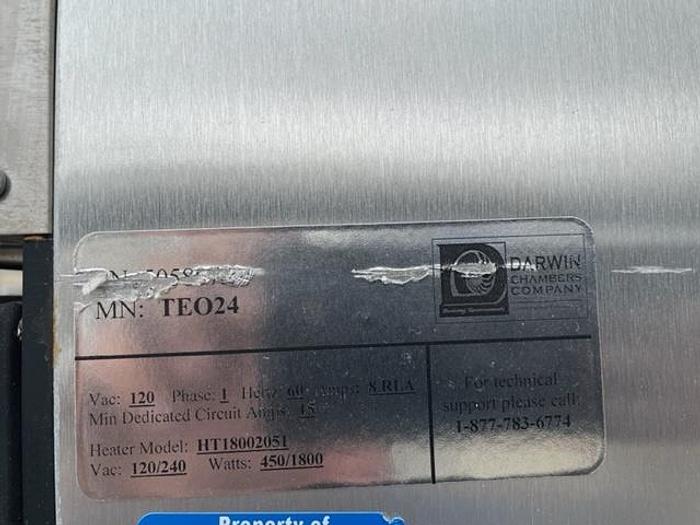 MN: TEO24
DARWIN
CHAMBERS
COMPANY
Vac: 120 Phase: 1 Hertz: 60 Amps: 8 RLA
Min Dedicated Circuit Amps: 15
Heater Model: HT18002051
Vac: 120/240 Watts: 450/1800
For technical
support please call:
1-877-783-6774
Property of